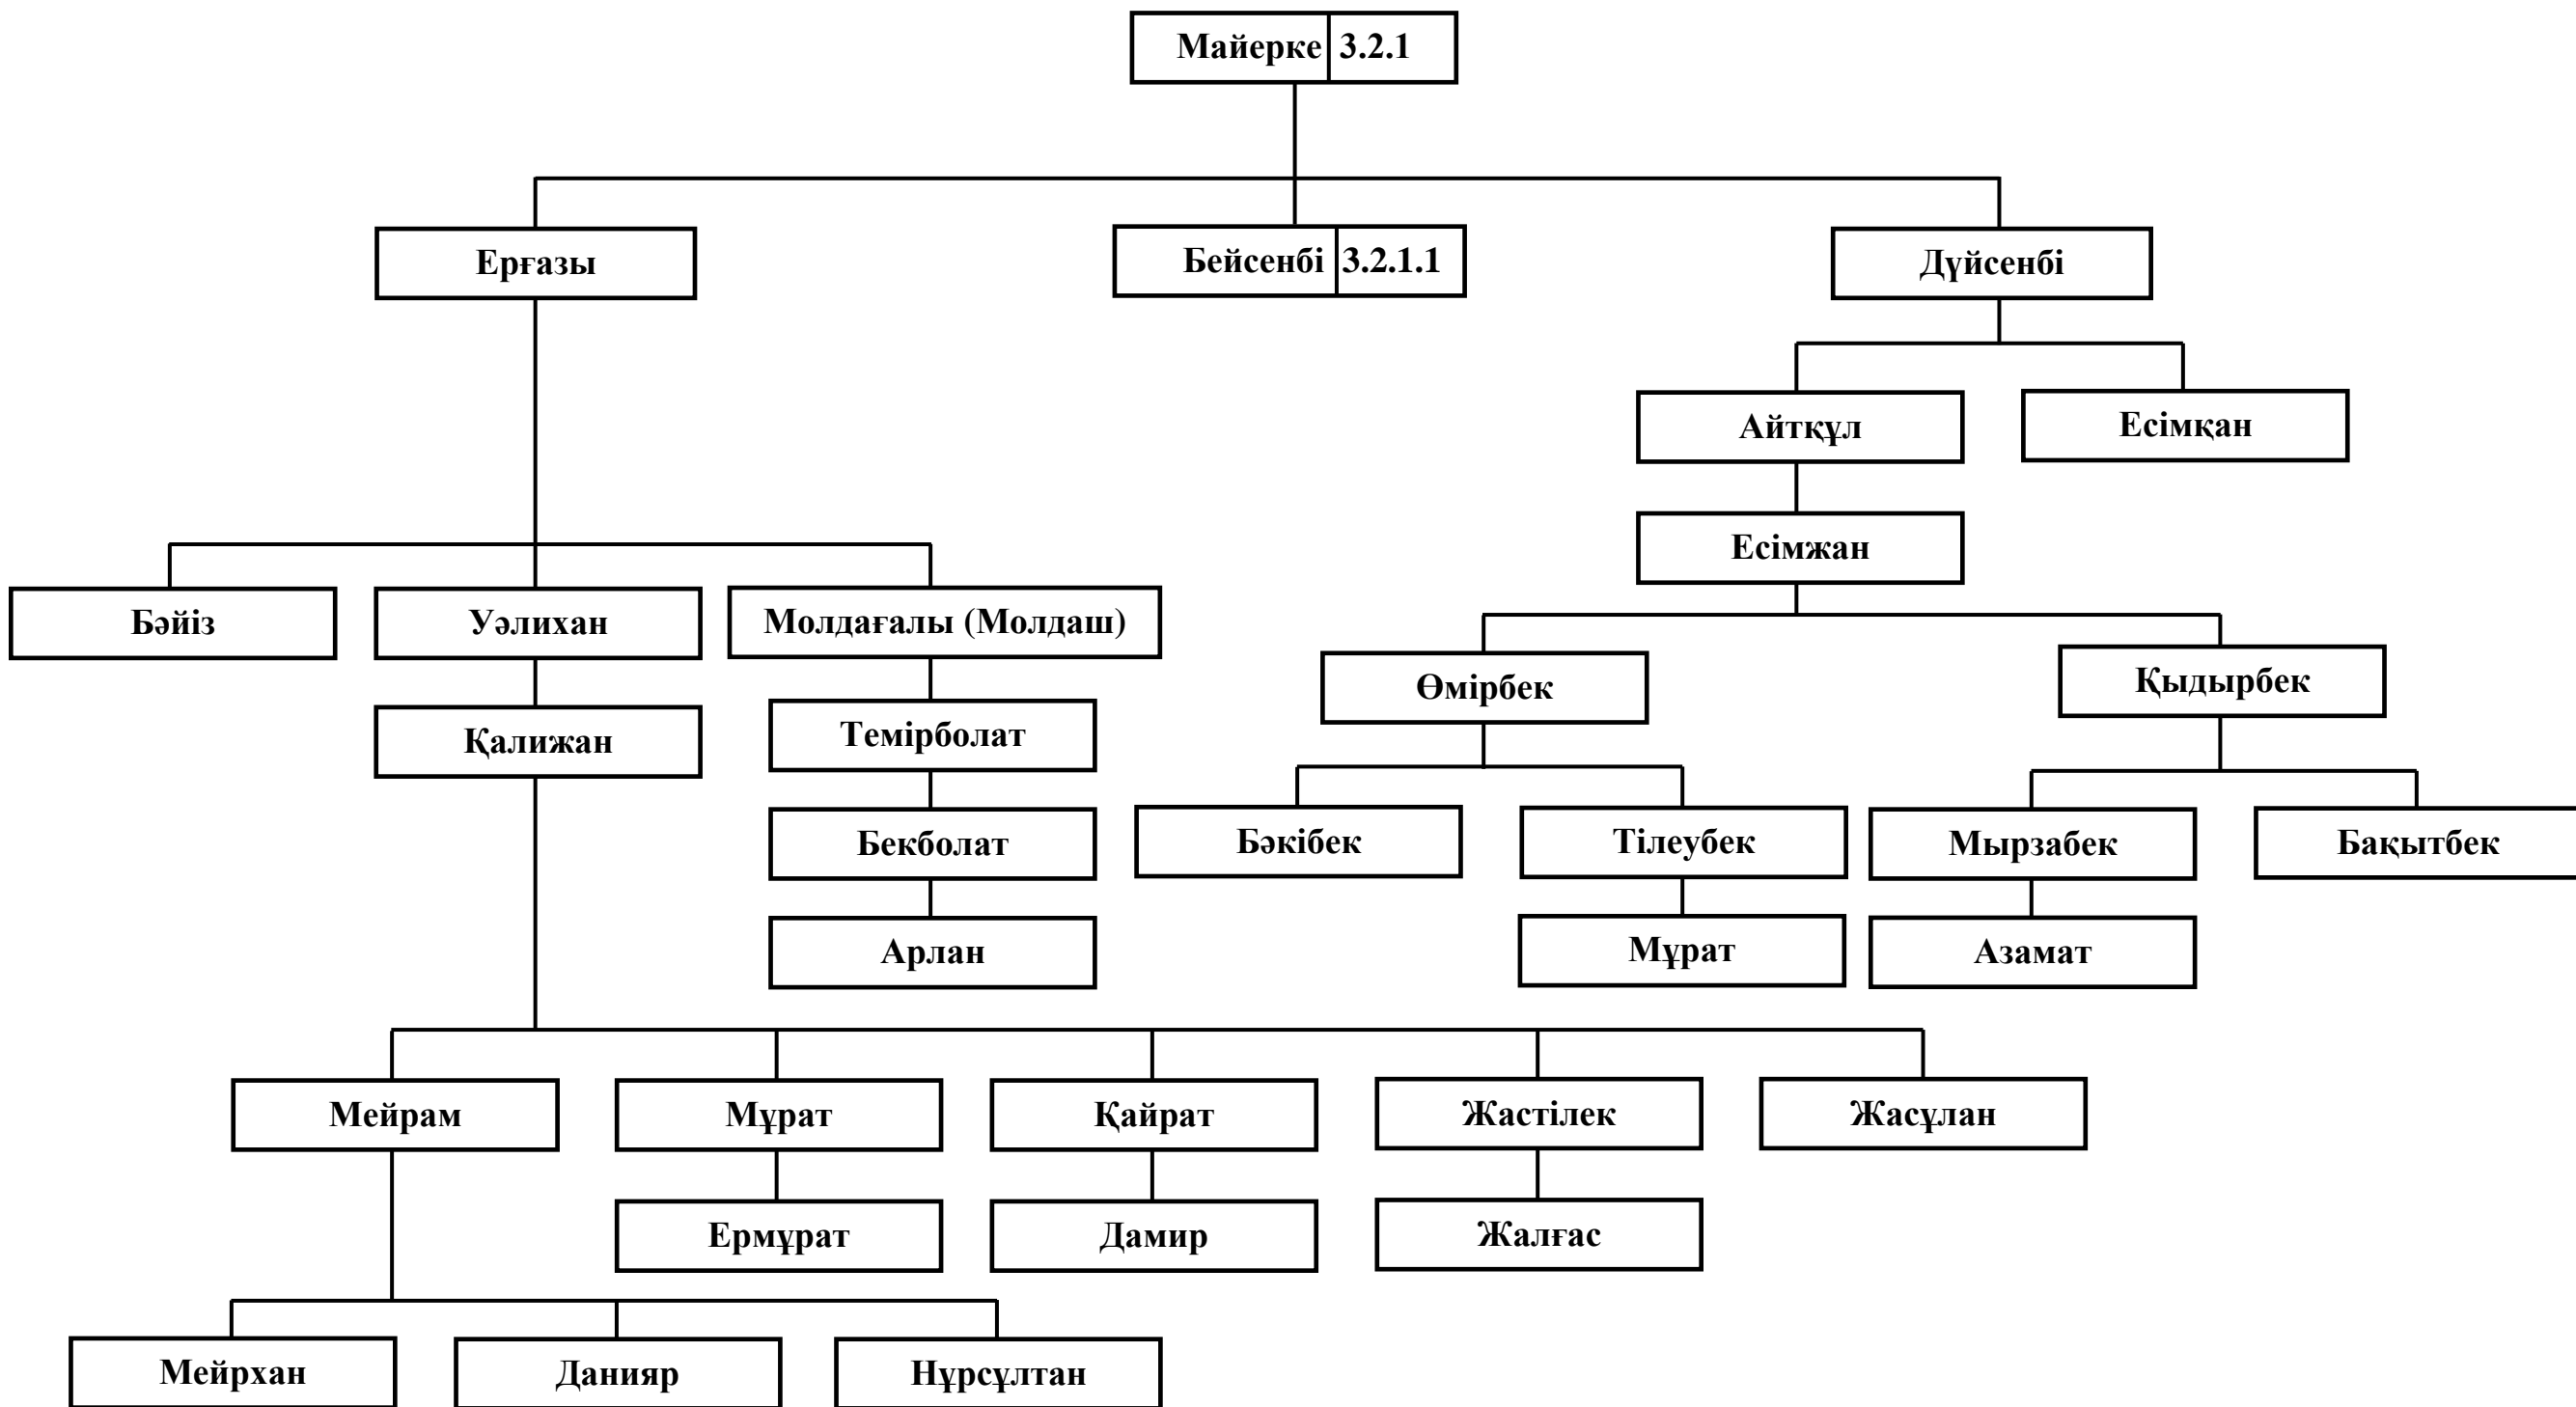 Майерке 3.2.1
Ерғазы
Бейсенбі 3.2.1.1
Дүйсенбі
Айтқұл
Есімқан
Есімжан
Бәйіз
Уәлихан
Молдағалы (Молдаш)
Өмірбек
Қыдырбек
Қалижан
Темірболат
Бекболат
Бәкібек
Тілеубек
Мырзабек
Бақытбек
Арлан
Мұрат
Азамат
Мейрам
Мұрат
Қайрат
Жастілек
Жасұлан
Ермұрат
Дамир
Жалғас
Мейрхан
Данияр
Нұрсұлтан